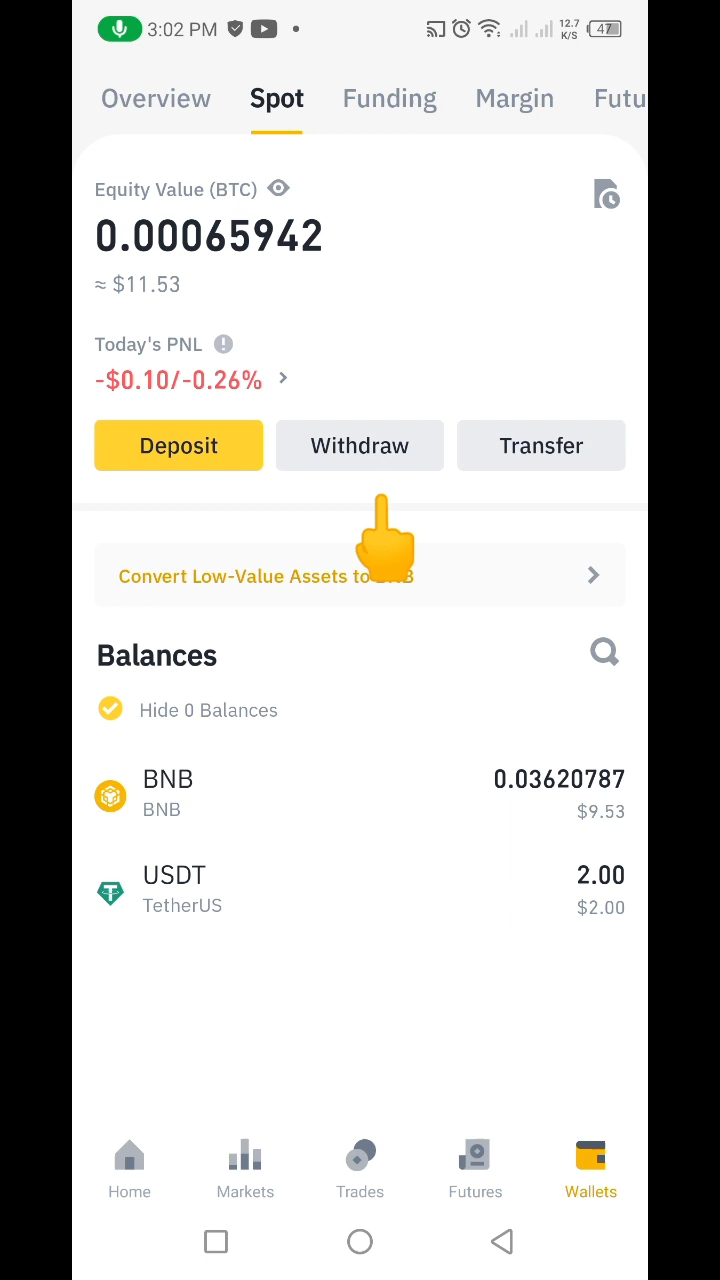 3:02 PM
12.7
K/S
47
Overview Spot Funding Margin Futu
Equity Value (BTC)
0.00065942
≈ $11.53
Today's PNL
-$0.10/-0.26%
Deposit Withdraw Transfer
Convert Low-Value Assets to BNB
Balances
Hide 0 Balances
BNB 0.03620787
BNB $9.53
USDT 2.00
TetherUS $2.00
Home Markets Trades Futures Wallets